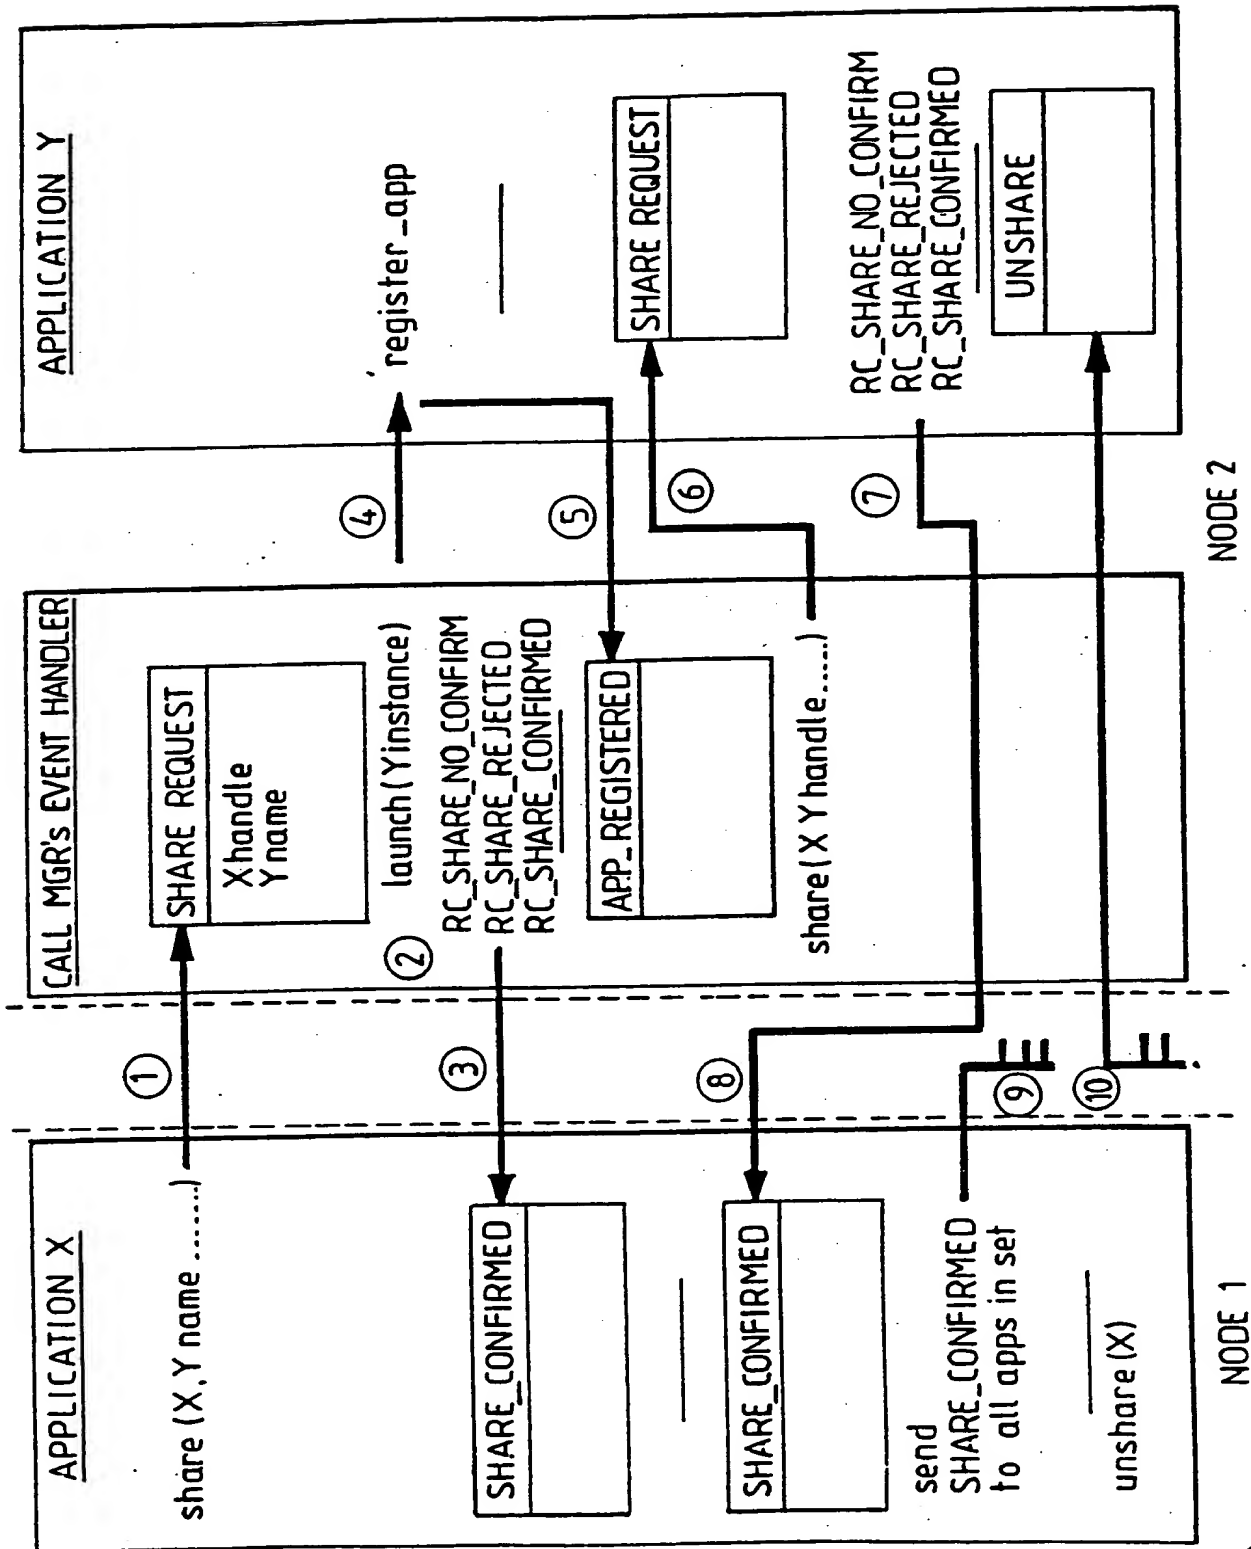 APPLICATION X
share (X,Y name .......)
SHARE_CONFIRMED
SHARE_CONFIRMED
send
SHARE_CONFIRMED
to all apps in set
unshare (X)
NODE 1
1
3
8
9
10
CALL MGR's EVENT HANDLER
SHARE REQUEST
X handle
Y name
launch (Y instance)
2
RC_SHARE_NO_CONFIRM
RC_SHARE_REJECTED
RC_SHARE_CONFIRMED
APP_REGISTERED
share ( X Y handle ......)
4
5
6
7
NODE 2
APPLICATION Y
register_app
SHARE REQUEST
RC_SHARE_NO_CONFIRM
RC_SHARE_REJECTED
RC_SHARE_CONFIRMED
UNSHARE